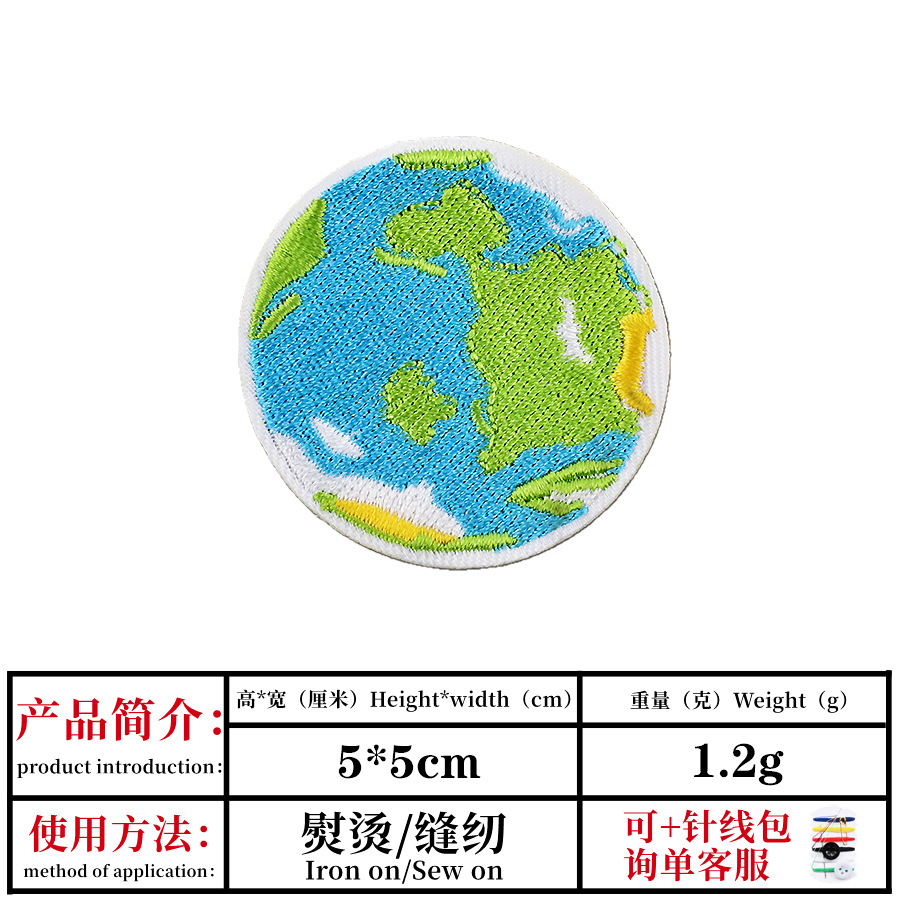 产品简介：
product introduction：
高*宽（厘米）Height*width（cm）
重量（克）Weight（g）
5*5cm
1.2g
使用方法：
method of application：
熨烫/缝纫
Iron on/Sew on
可+针线包
询单客服